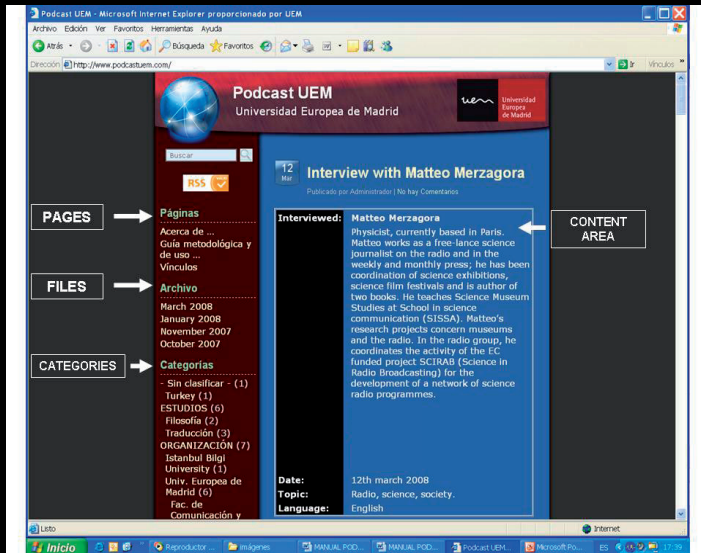 Podcast UEM - Microsoft Internet Explorer proporcionado por UEM
Archivo Edición Ver Favoritos Herramientas Ayuda
Atrás Búsqueda Favoritos
Dirección http://www.podcastuem.com/ Ir Vínculos
Podcast UEM
Universidad Europea de Madrid
uem Universidad
Europea
de Madrid
Buscar
RSS
PAGES
Páginas
Acerca de ...
Guía metodológica y
de uso ...
Vínculos
FILES
Archivo
March 2008
January 2008
November 2007
October 2007
CATEGORIES
Categorías
- Sin clasificar - (1)
Turkey (1)
ESTUDIOS (6)
Filosofía (2)
Traducción (3)
ORGANIZACIÓN (7)
Istanbul Bilgi
University (1)
Univ. Europea de
Madrid (6)
Fac. de
Comunicación y
12
Mar
Interview with Matteo Merzagora
Publicado por Administrador | No hay Comentarios
Interviewed: Matteo Merzagora
Physicist, currently based in Paris.
Matteo works as a free-lance science
journalist on the radio and in the
weekly and monthly press; he has been
coordination of science exhibitions,
science film festivals and is author of
two books. He teaches Science Museum
Studies at School in science
communication (SISSA). Matteo's
research projects concern museums
and the radio. In the radio group, he
coordinates the activity of the EC
funded project SCIRAB (Science in
Radio Broadcasting) for the
development of a network of science
radio programmes.
Date: 12th march 2008
Topic: Radio, science, society.
Language: English
CONTENT
AREA
Listo Internet
Inicio Reproductor ... imágenes MANUAL POD... MANUAL POD... Podcast UEM... Microsoft Po... ES 17:39